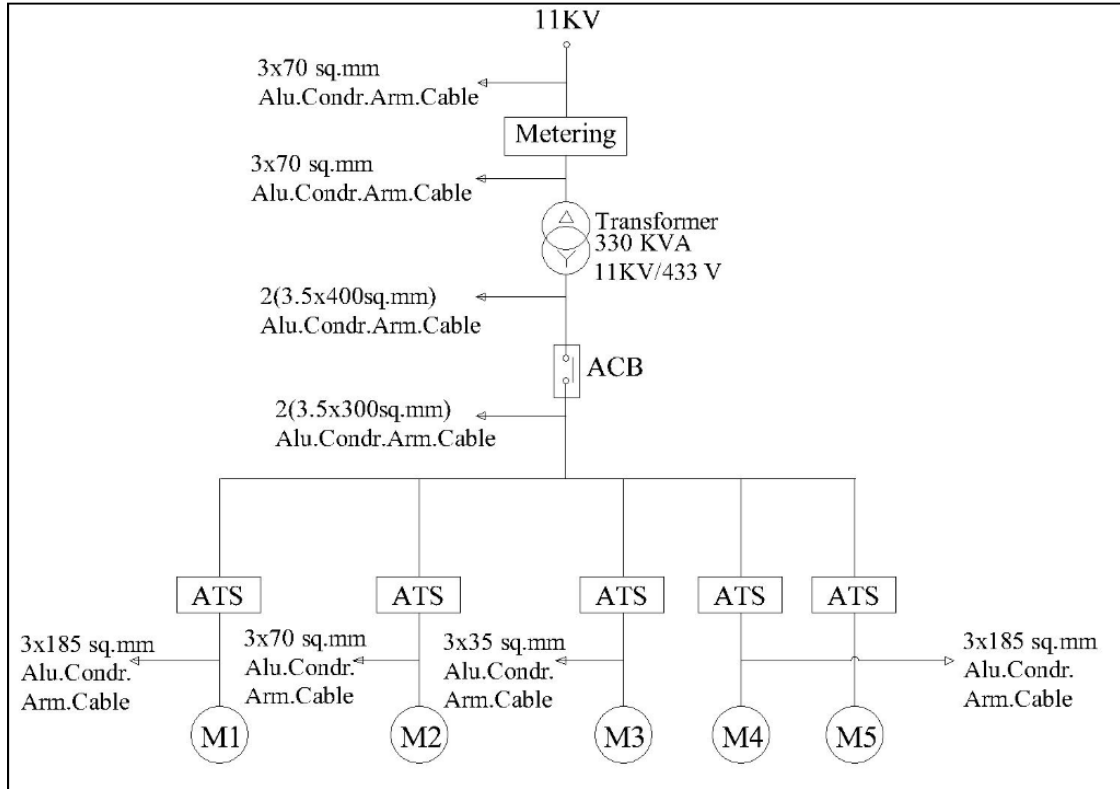 11KV
3x70 sq.mm
Alu.Condr.Arm.Cable
Metering
3x70 sq.mm
Alu.Condr.Arm.Cable
Transformer
330 KVA
11KV/433 V
2(3.5x400sq.mm)
Alu.Condr.Arm.Cable
ACB
2(3.5x300sq.mm)
Alu.Condr.Arm.Cable
ATS
ATS
ATS
ATS
ATS
3x185 sq.mm
Alu.Condr.
Arm.Cable
3x70 sq.mm
Alu.Condr.
Arm.Cable
3x35 sq.mm
Alu.Condr.
Arm.Cable
3x185 sq.mm
Alu.Condr.
Arm.Cable
M1
M2
M3
M4
M5